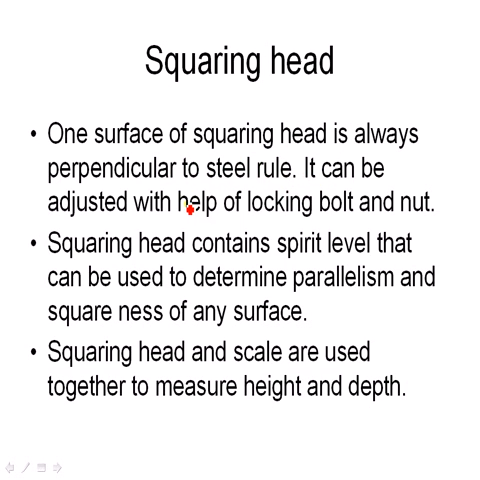 Squaring head
• One surface of squaring head is always
perpendicular to steel rule. It can be
adjusted with help of locking bolt and nut.
• Squaring head contains spirit level that
can be used to determine parallelism and
square ness of any surface.
• Squaring head and scale are used
together to measure height and depth.